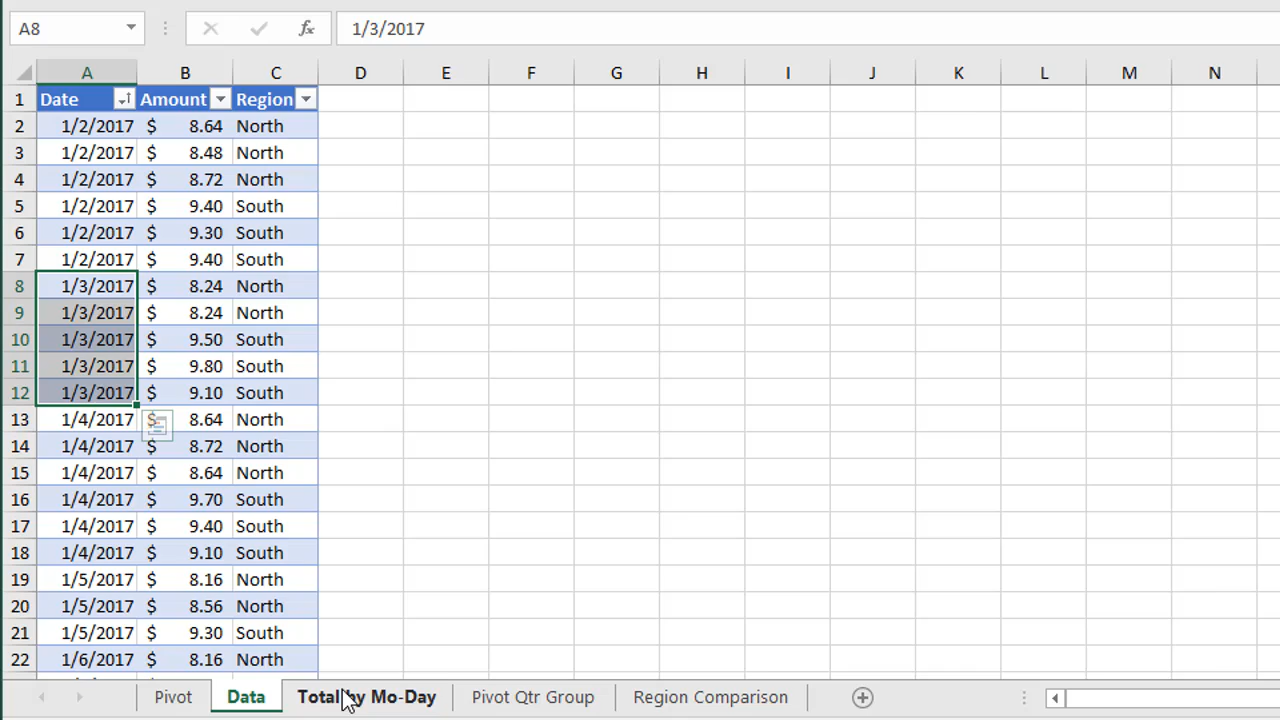 A8 fx 1/3/2017
A B C D E F G H I J K L M N
1 Date Amount Region
2 1/2/2017 $ 8.64 North
3 1/2/2017 $ 8.48 North
4 1/2/2017 $ 8.72 North
5 1/2/2017 $ 9.40 South
6 1/2/2017 $ 9.30 South
7 1/2/2017 $ 9.40 South
8 1/3/2017 $ 8.24 North
9 1/3/2017 $ 8.24 North
10 1/3/2017 $ 9.50 South
11 1/3/2017 $ 9.80 South
12 1/3/2017 $ 9.10 South
13 1/4/2017 $ 8.64 North
14 1/4/2017 $ 8.72 North
15 1/4/2017 $ 8.64 North
16 1/4/2017 $ 9.70 South
17 1/4/2017 $ 9.40 South
18 1/4/2017 $ 9.10 South
19 1/5/2017 $ 8.16 North
20 1/5/2017 $ 8.56 North
21 1/5/2017 $ 9.30 South
22 1/6/2017 $ 8.16 North
Pivot Data Total by Mo-Day Pivot Qtr Group Region Comparison